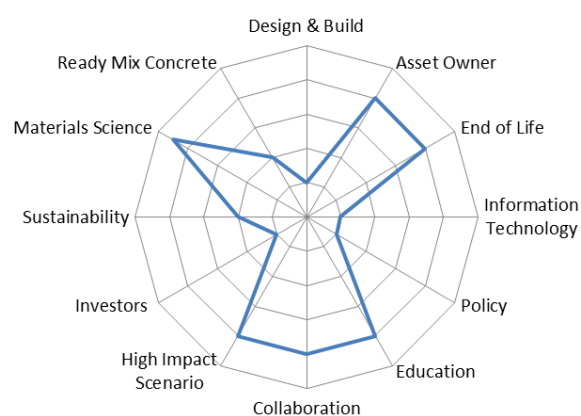 Design & Build
Asset Owner
End of Life
Information
Technology
Policy
Education
Collaboration
High Impact
Scenario
Investors
Sustainability
Materials Science
Ready Mix Concrete